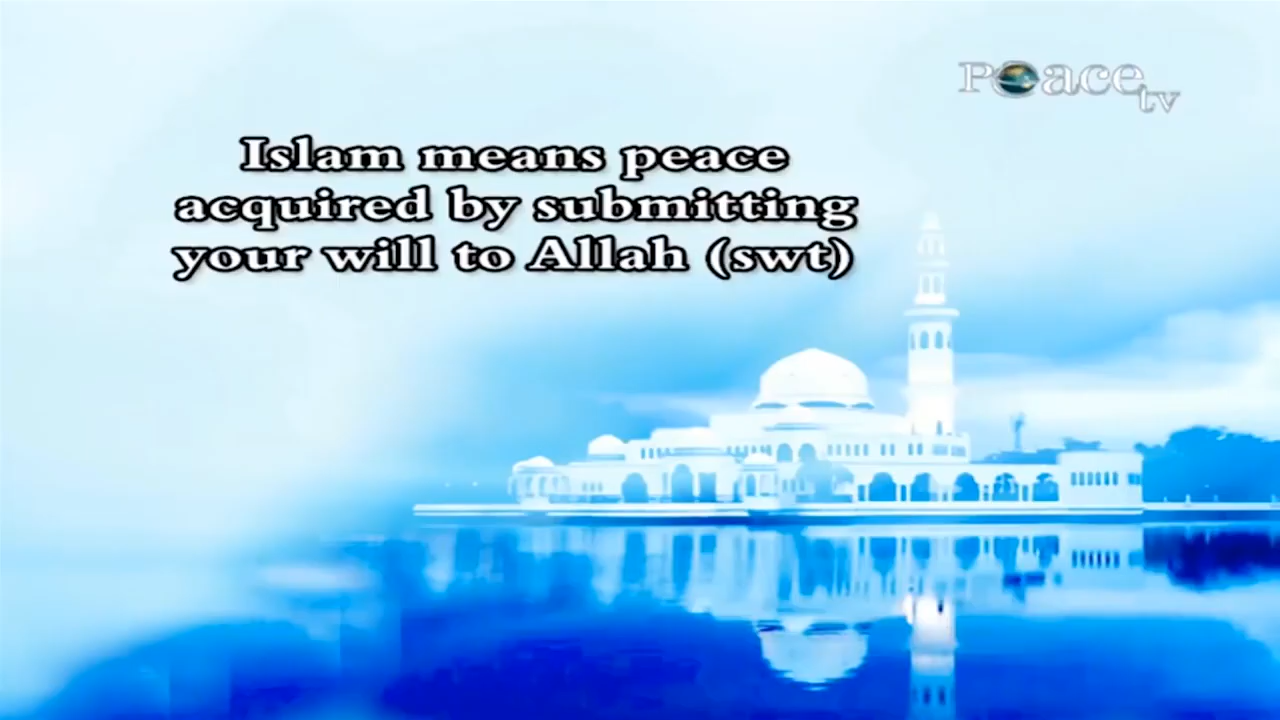 Peace tv
Islam means peace
acquired by submitting
your will to Allah (swt)